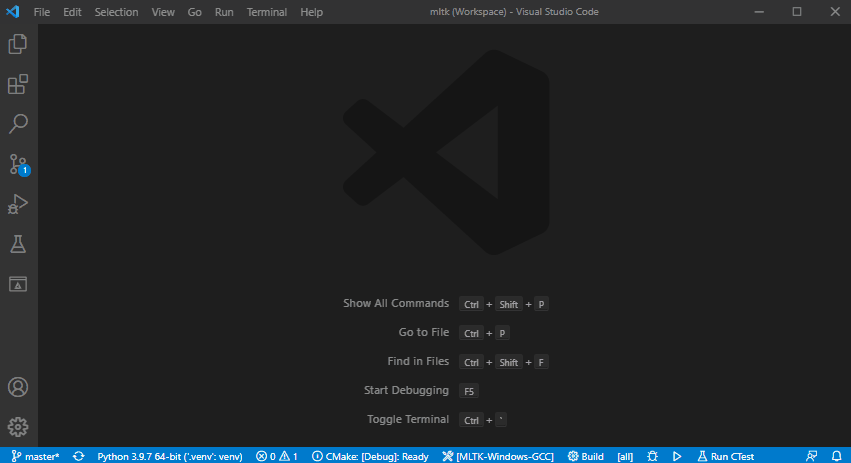 File Edit Selection View Go Run Terminal Help mltk (Workspace) - Visual Studio Code
1
Show All Commands Ctrl + Shift + P
Go to File Ctrl + P
Find in Files Ctrl + Shift + F
Start Debugging F5
Toggle Terminal Ctrl + `
master* Python 3.9.7 64-bit ('.venv': venv) 0 1 CMake: [Debug]: Ready [MLTK-Windows-GCC] Build [all] Run CTest